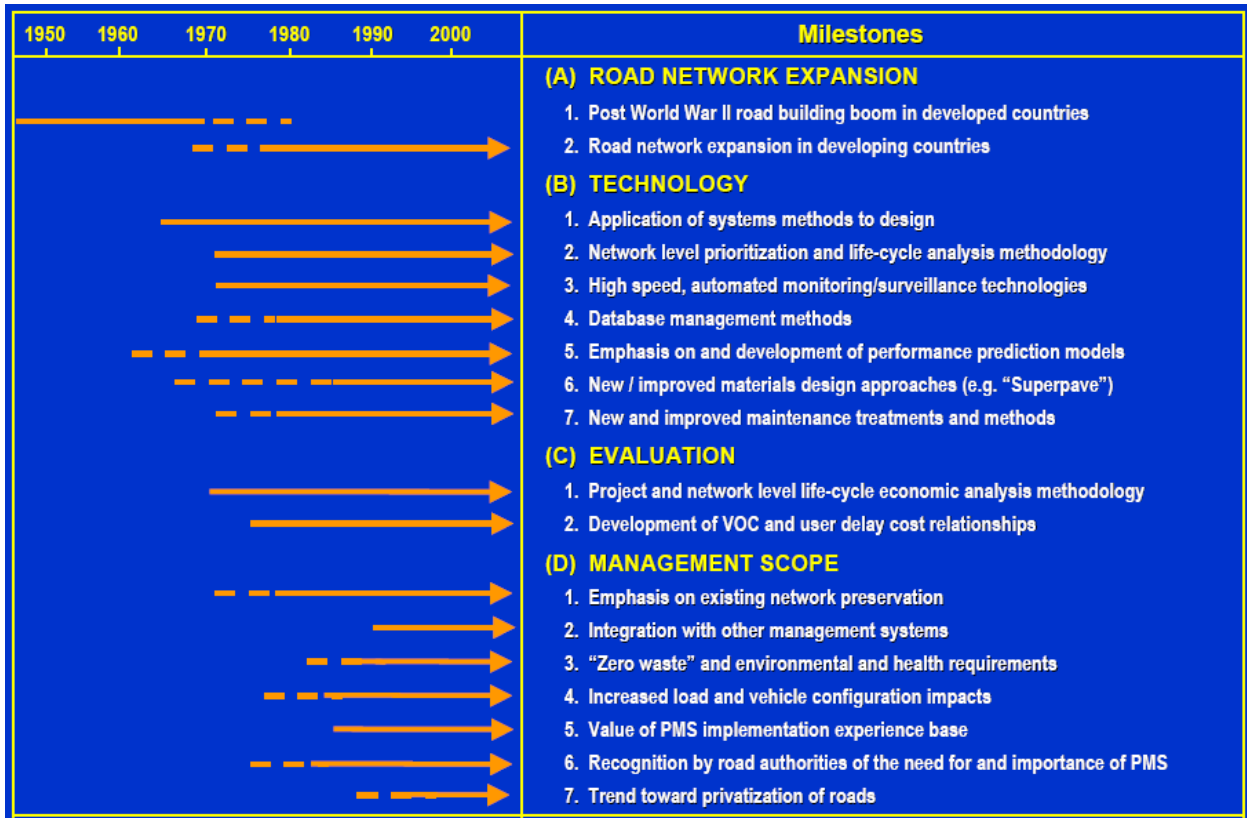 1950 1960 1970 1980 1990 2000
Milestones
(A) ROAD NETWORK EXPANSION
1. Post World War II road building boom in developed countries
2. Road network expansion in developing countries
(B) TECHNOLOGY
1. Application of systems methods to design
2. Network level prioritization and life-cycle analysis methodology
3. High speed, automated monitoring/surveillance technologies
4. Database management methods
5. Emphasis on and development of performance prediction models
6. New / improved materials design approaches (e.g. “Superpave”)
7. New and improved maintenance treatments and methods
(C) EVALUATION
1. Project and network level life-cycle economic analysis methodology
2. Development of VOC and user delay cost relationships
(D) MANAGEMENT SCOPE
1. Emphasis on existing network preservation
2. Integration with other management systems
3. “Zero waste” and environmental and health requirements
4. Increased load and vehicle configuration impacts
5. Value of PMS implementation experience base
6. Recognition by road authorities of the need for and importance of PMS
7. Trend toward privatization of roads